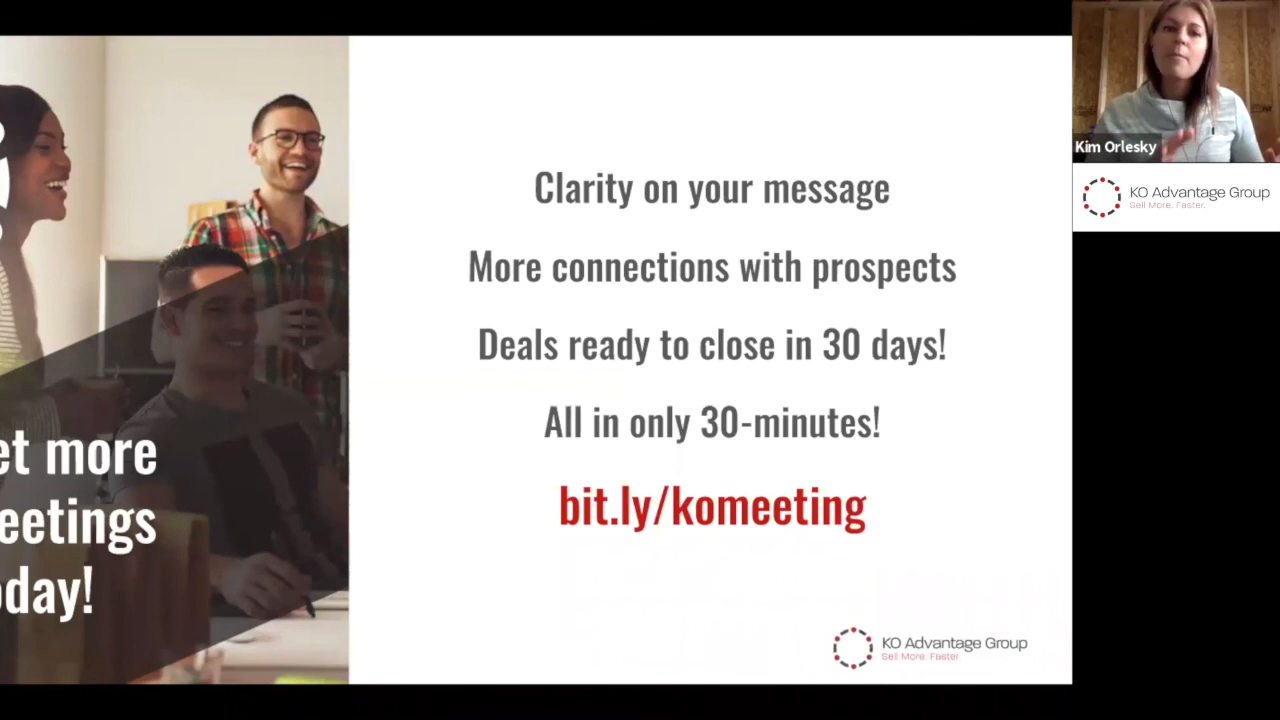 et more
eetings
oday!
Clarity on your message
More connections with prospects
Deals ready to close in 30 days!
All in only 30-minutes!
bit.ly/komeeting
KO Advantage Group
Sell More. Faster.
Kim Orlesky
KO Advantage Group
Sell More. Faster.